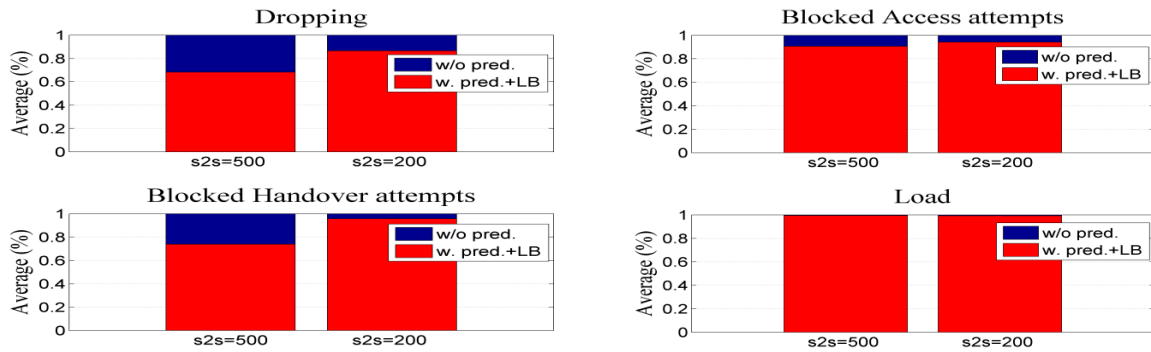 Dropping
Average (%)
1
0.8
0.6
0.4
0.2
0
w/o pred.
w. pred.+LB
s2s=500
s2s=200
Blocked Access attempts
Average (%)
1
0.8
0.6
0.4
0.2
0
w/o pred.
w. pred.+LB
s2s=500
s2s=200
Blocked Handover attempts
Average (%)
1
0.8
0.6
0.4
0.2
0
w/o pred.
w. pred.+LB
s2s=500
s2s=200
Load
Average (%)
1
0.8
0.6
0.4
0.2
0
w/o pred.
w. pred.+LB
s2s=500
s2s=200